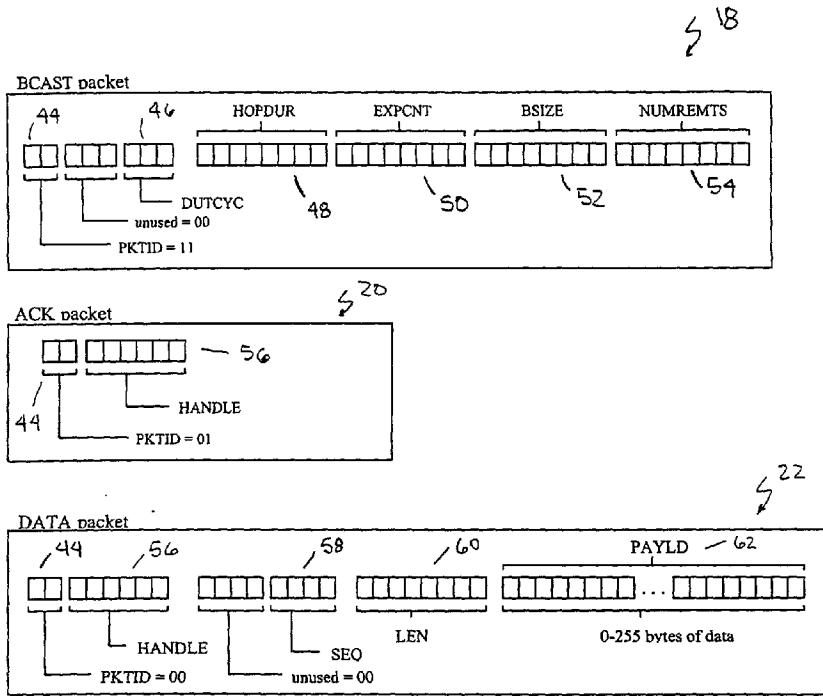 18
BCAST packet
44 46 HOPDUR EXPCNT BSIZE NUMREMTS
DUTCYC 48 50 52 54
unused = 00
PKTID = 11
20
ACK packet
56
44 HANDLE
PKTID = 01
22
DATA packet
44 56 58 60 PAYLD 62
...
HANDLE SEQ LEN 0-255 bytes of data
PKTID = 00 unused = 00